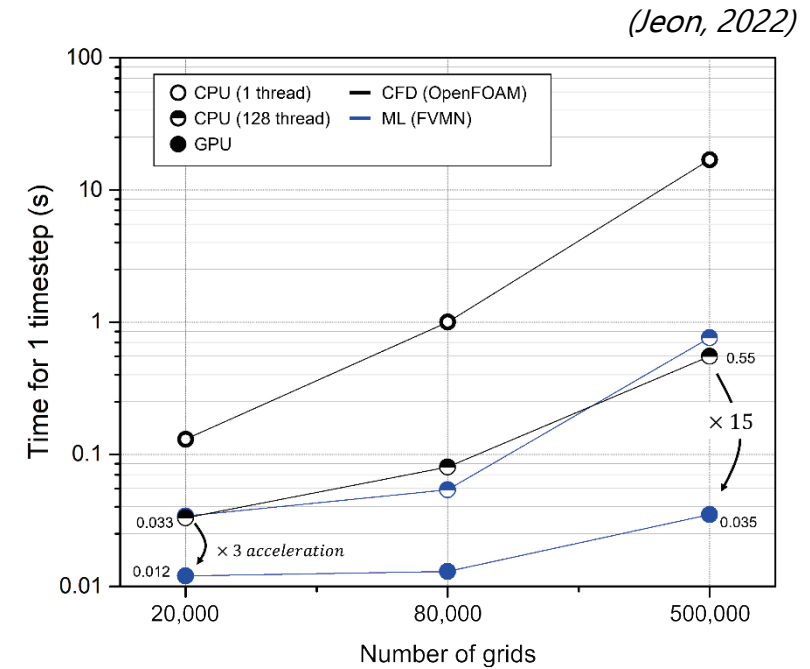 (Jeon, 2022)
100
CPU (1 thread)
CFD (OpenFOAM)
CPU (128 thread)
ML (FVMN)
GPU
10
Time for 1 timestep (s)
1
0.55
× 15
0.1
0.033
× 3 acceleration
0.035
0.012
0.01
20,000
80,000
500,000
Number of grids